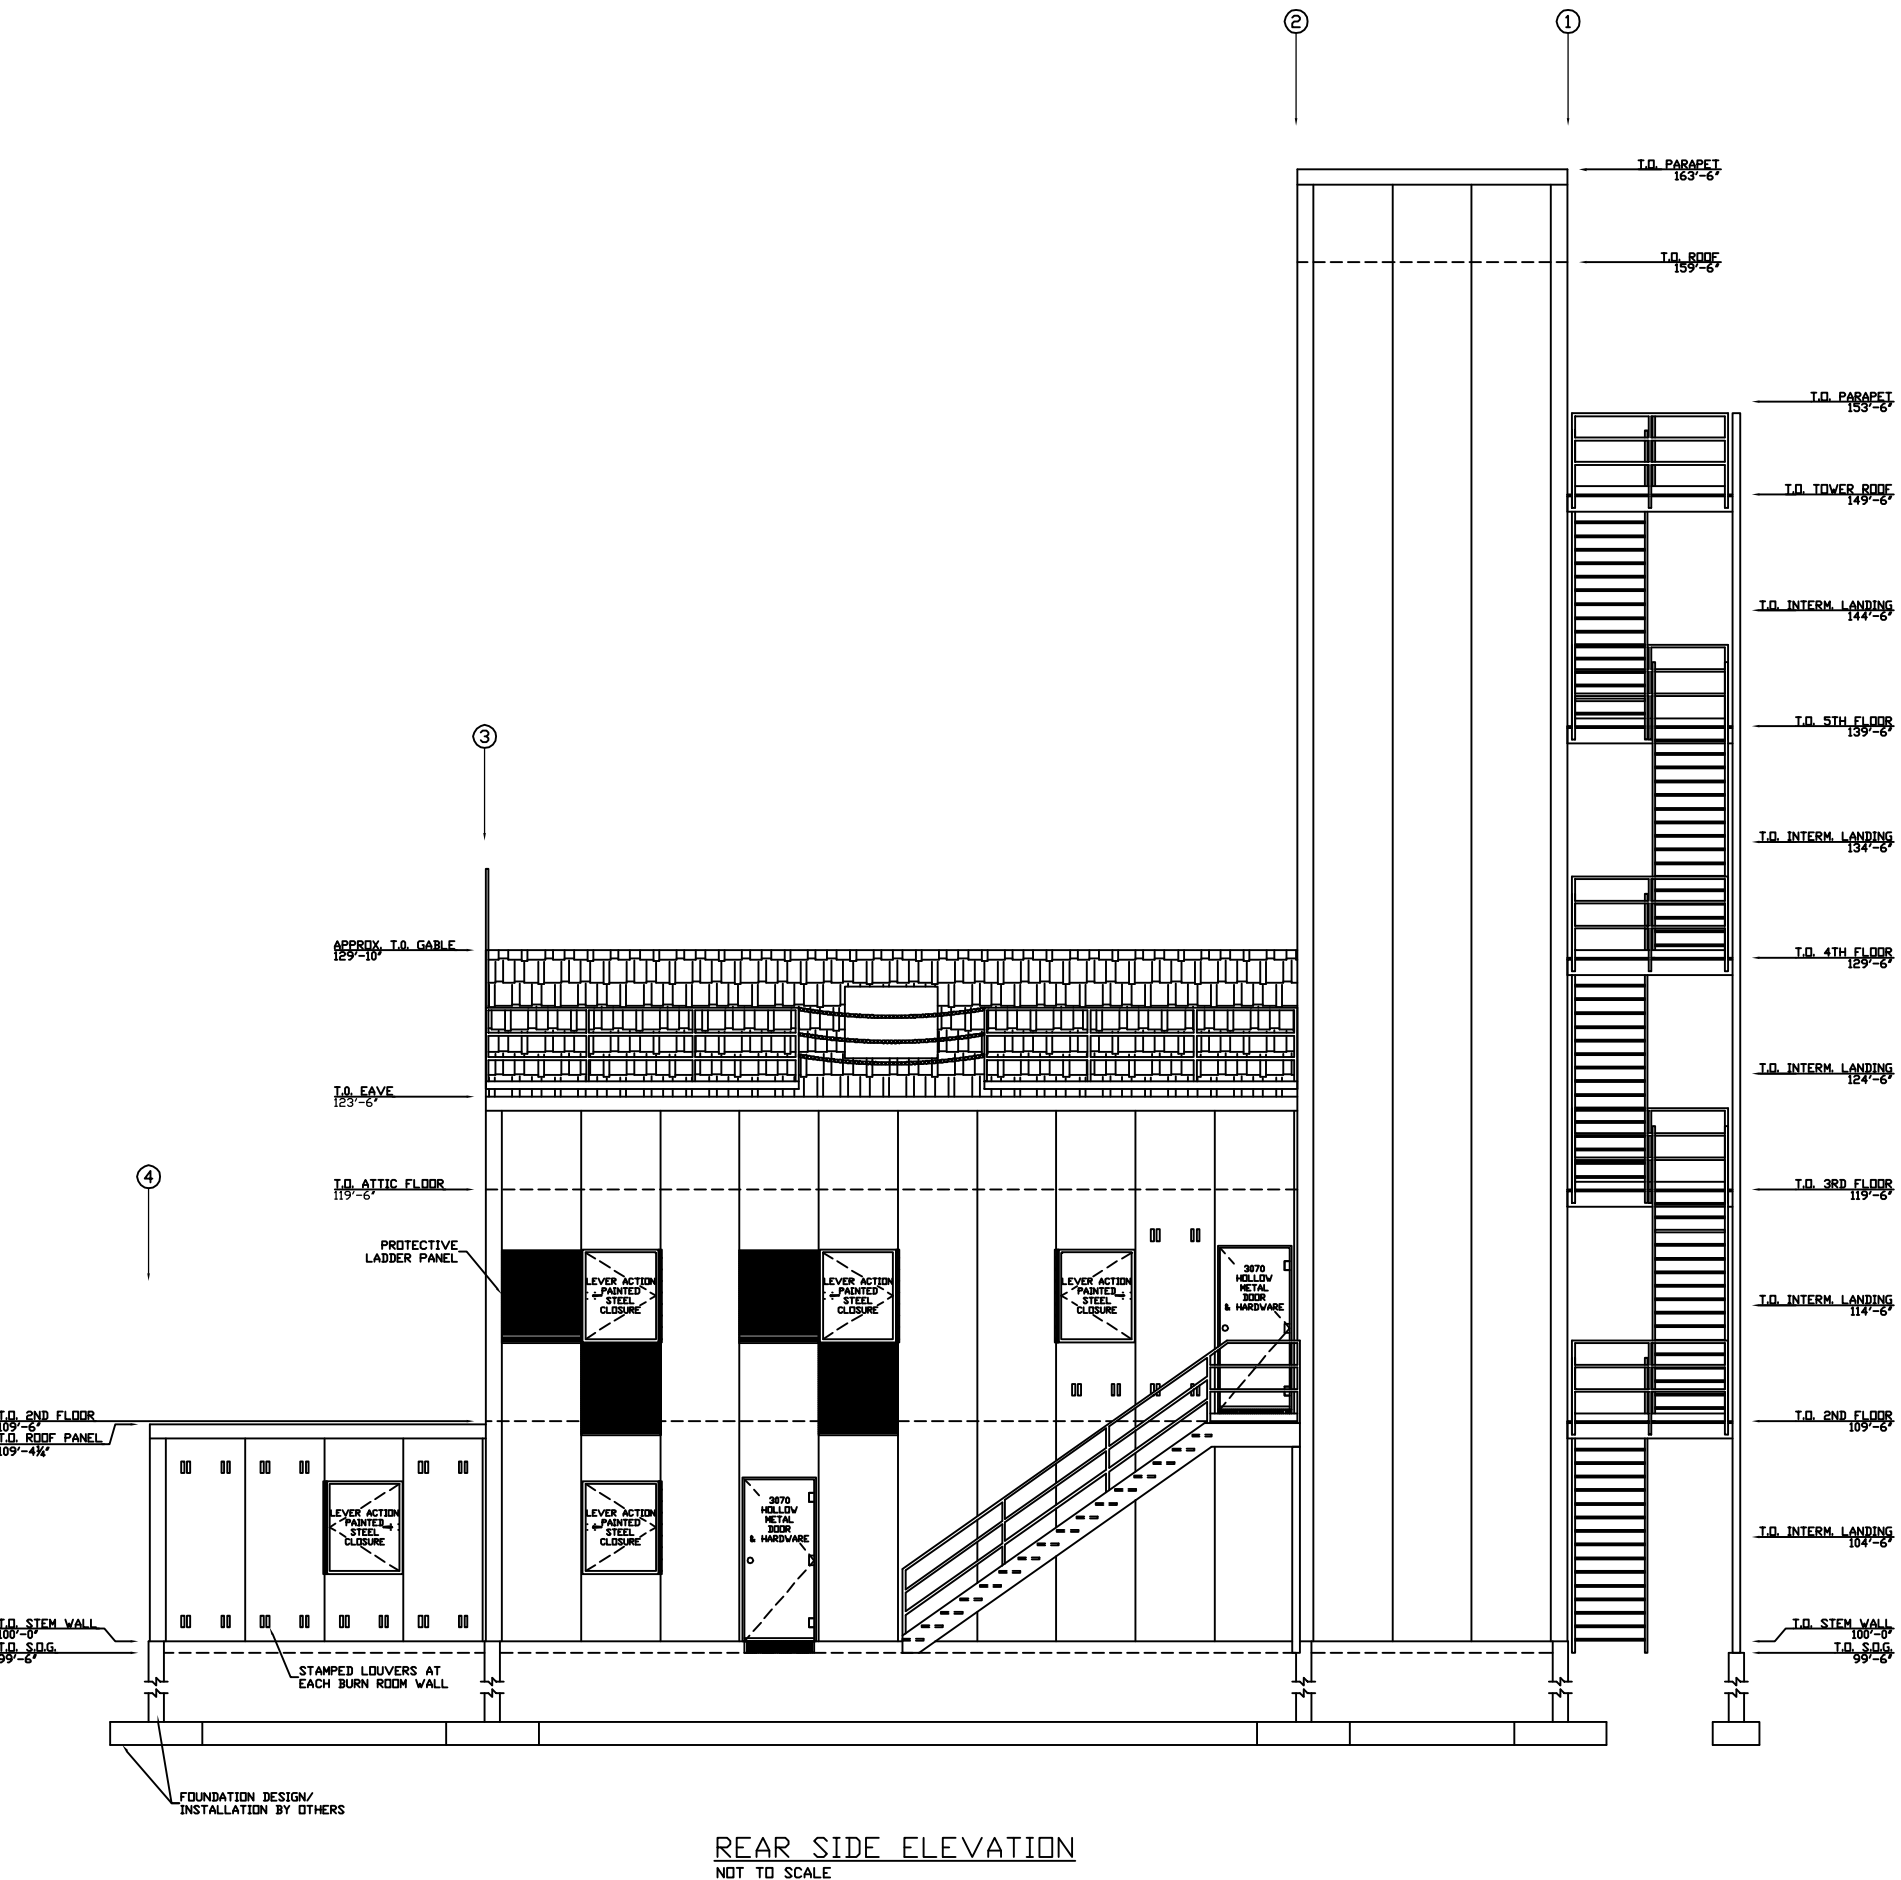 2
1
T.O. PARAPET
163'-6"
T.O. ROOF
159'-6"
T.O. PARAPET
153'-6"
T.O. TOWER ROOF
149'-6"
T.O. INTERM. LANDING
144'-6"
T.O. 5TH FLOOR
139'-6"
3
T.O. INTERM. LANDING
134'-6"
APPROX. T.O. GABLE
129'-10"
T.O. 4TH FLOOR
129'-6"
T.O. INTERM. LANDING
124'-6"
T.O. EAVE
123'-6"
4
T.O. ATTIC FLOOR
119'-6"
T.O. 3RD FLOOR
119'-6"
PROTECTIVE
LADDER PANEL
LEVER ACTION
PAINTED
STEEL
CLOSURE
LEVER ACTION
PAINTED
STEEL
CLOSURE
LEVER ACTION
PAINTED
STEEL
CLOSURE
3070
HOLLOW
METAL
DOOR
& HARDWARE
T.O. INTERM. LANDING
114'-6"
T.O. 2ND FLOOR
109'-6"
T.O. ROOF PANEL
109'-4¼"
T.O. 2ND FLOOR
109'-6"
LEVER ACTION
PAINTED
STEEL
CLOSURE
LEVER ACTION
PAINTED
STEEL
CLOSURE
3070
HOLLOW
METAL
DOOR
& HARDWARE
T.O. INTERM. LANDING
104'-6"
T.O. STEM WALL
100'-0"
T.O. S.O.G.
99'-6"
T.O. STEM WALL
100'-0"
T.O. S.O.G.
99'-6"
STAMPED LOUVERS AT
EACH BURN ROOM WALL
FOUNDATION DESIGN/
INSTALLATION BY OTHERS
REAR SIDE ELEVATION
NOT TO SCALE